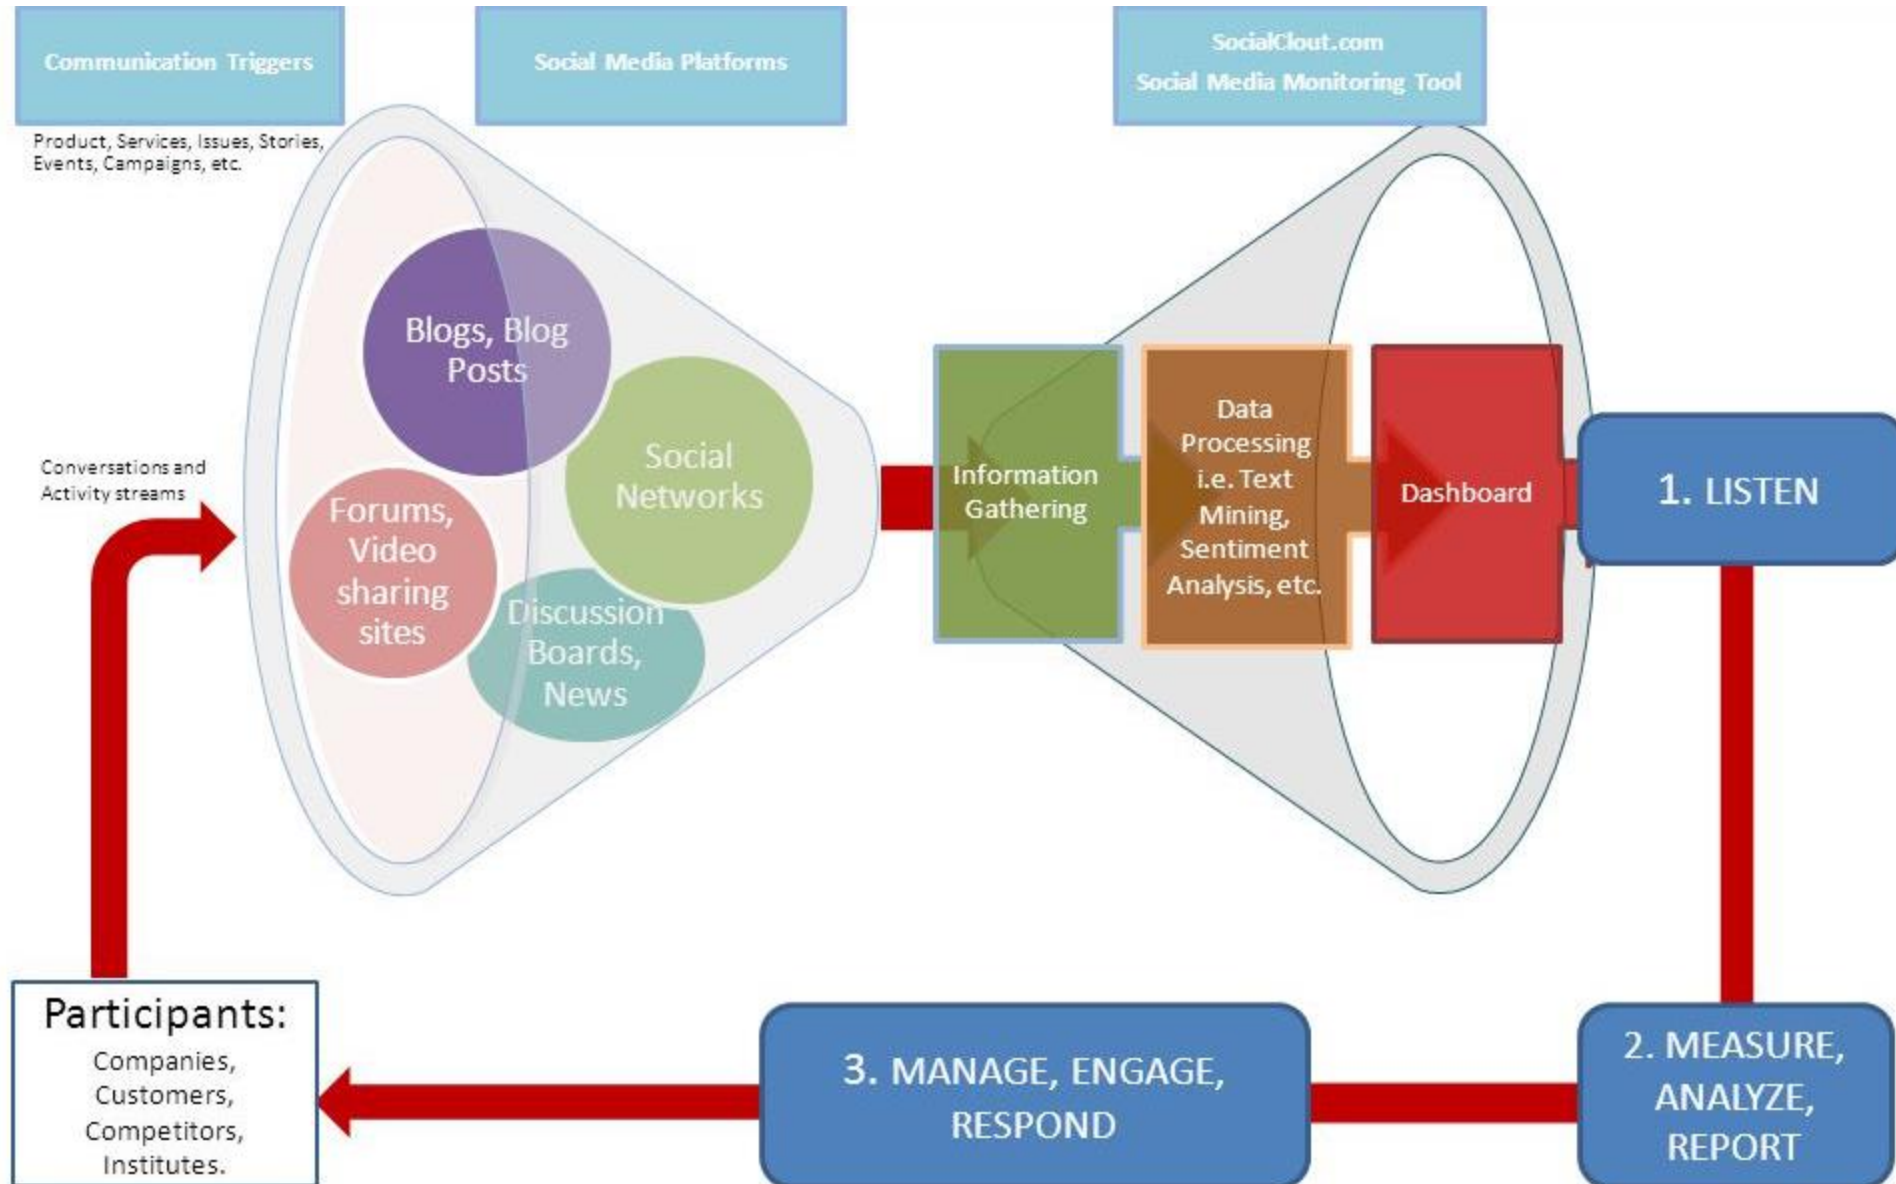 Communication Triggers
Social Media Platforms
SocialClout.com
Social Media Monitoring Tool
Product, Services, Issues, Stories,
Events, Campaigns, etc.
Blogs, Blog
Posts
Social
Networks
Forums,
Video
sharing
sites
Discussion
Boards,
News
Conversations and
Activity streams
Information
Gathering
Data
Processing
i.e. Text
Mining,
Sentiment
Analysis, etc.
Dashboard
1. LISTEN
2. MEASURE,
ANALYZE,
REPORT
3. MANAGE, ENGAGE,
RESPOND
Participants:
Companies,
Customers,
Competitors,
Institutes.